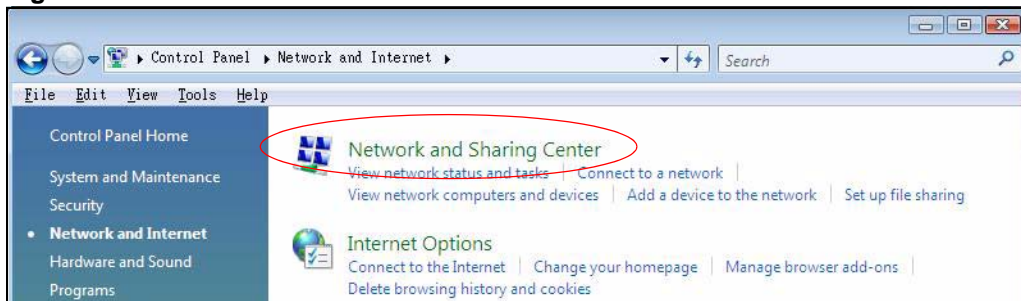 Control Panel Network and Internet
Search
File Edit View Tools Help
Control Panel Home
System and Maintenance
Security
Network and Internet
Hardware and Sound
Programs
Network and Sharing Center
View network status and tasks Connect to a network
View network computers and devices Add a device to the network Set up file sharing
Internet Options
Connect to the Internet Change your homepage Manage browser add-ons
Delete browsing history and cookies